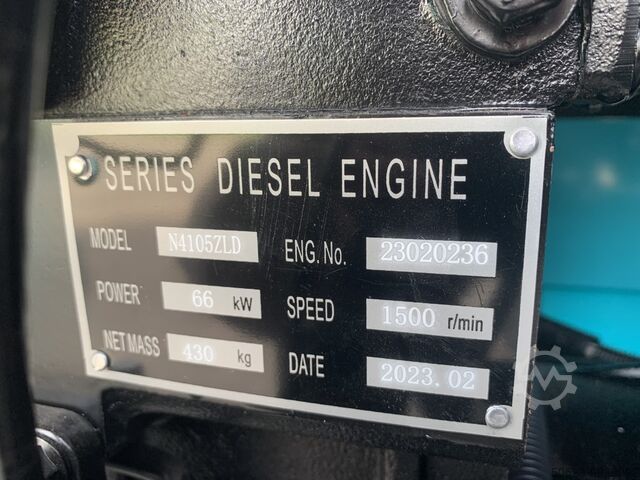 SERIES DIESEL ENGINE
MODEL N4105ZLD ENG. No. 23020236
POWER 66 kW SPEED 1500 r/min
NET MASS 430 kg DATE 2023.02